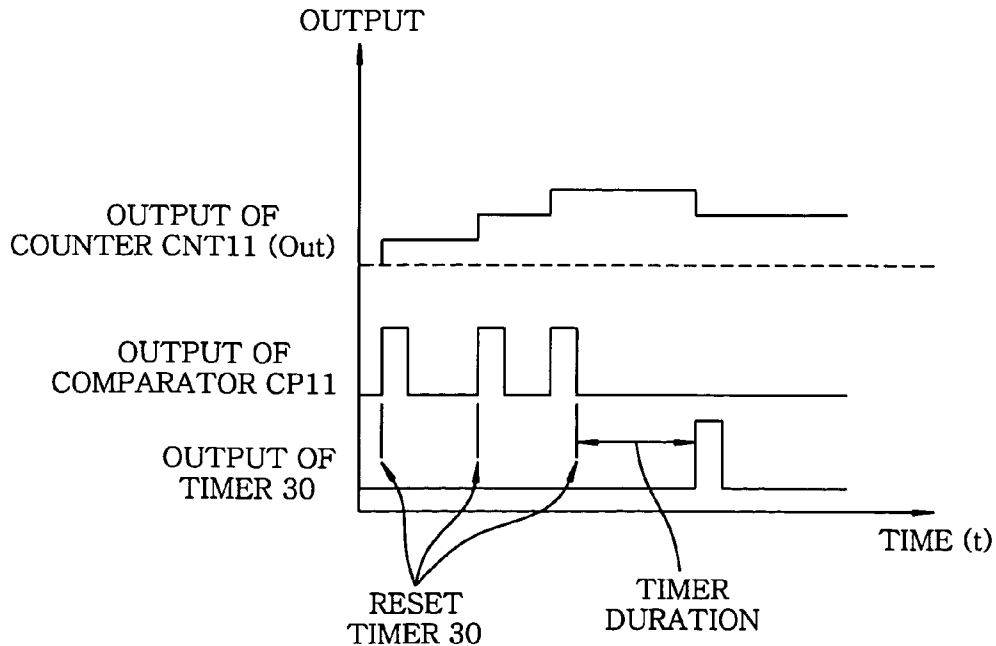 OUTPUT
OUTPUT OF
COUNTER CNT11 (Out)
OUTPUT OF
COMPARATOR CP11
OUTPUT OF
TIMER 30
TIME (t)
RESET
TIMER 30
TIMER
DURATION